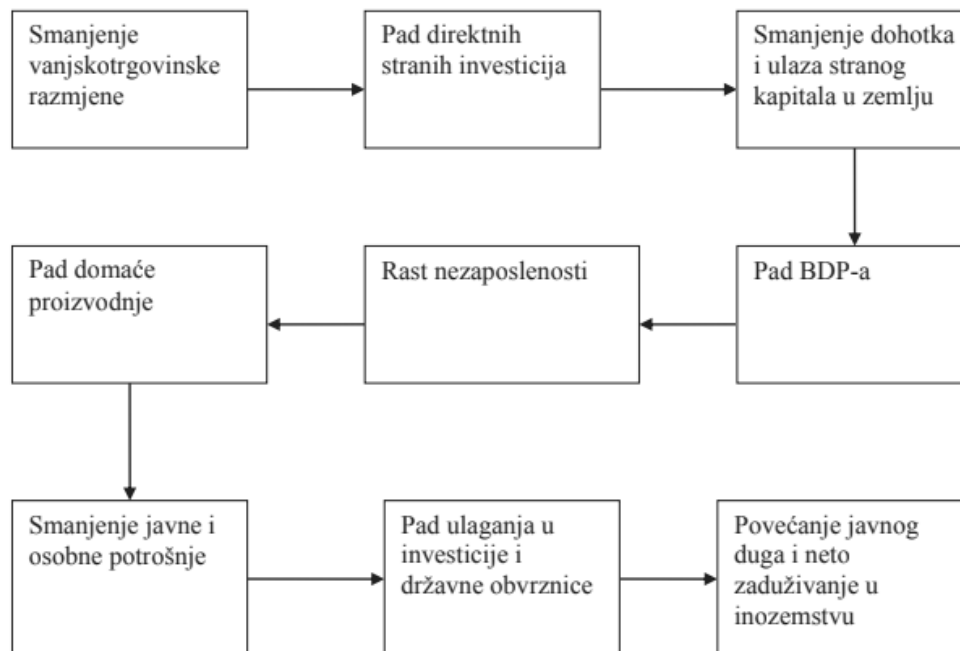 Smanjenje
vanjskotrgovinske
razmjene
Pad direktnih
stranih investicija
Smanjenje dohotka
i ulaza stranog
kapitala u zemlju
Pad BDP-a
Rast nezaposlenosti
Pad domaće
proizvodnje
Smanjenje javne i
osobne potrošnje
Pad ulaganja u
investicije i
državne obvrznice
Povećanje javnog
duga i neto
zaduživanje u
inozemstvu